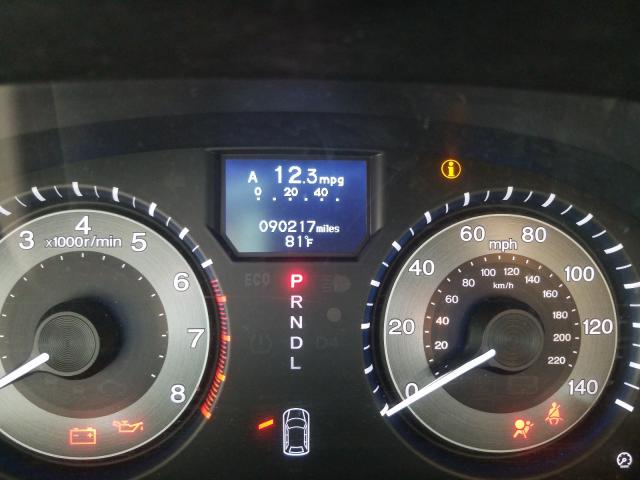 A 12.3 mpg
0 20 40
090217 miles
81°F
3 4 5 6 7 8
x1000r/min
ECO
P
R
N
D
L
D4
0 20 40 60 80 100 120 140
mph
20 40 60 80 100 120 140 160 180 200 220
km/h
i